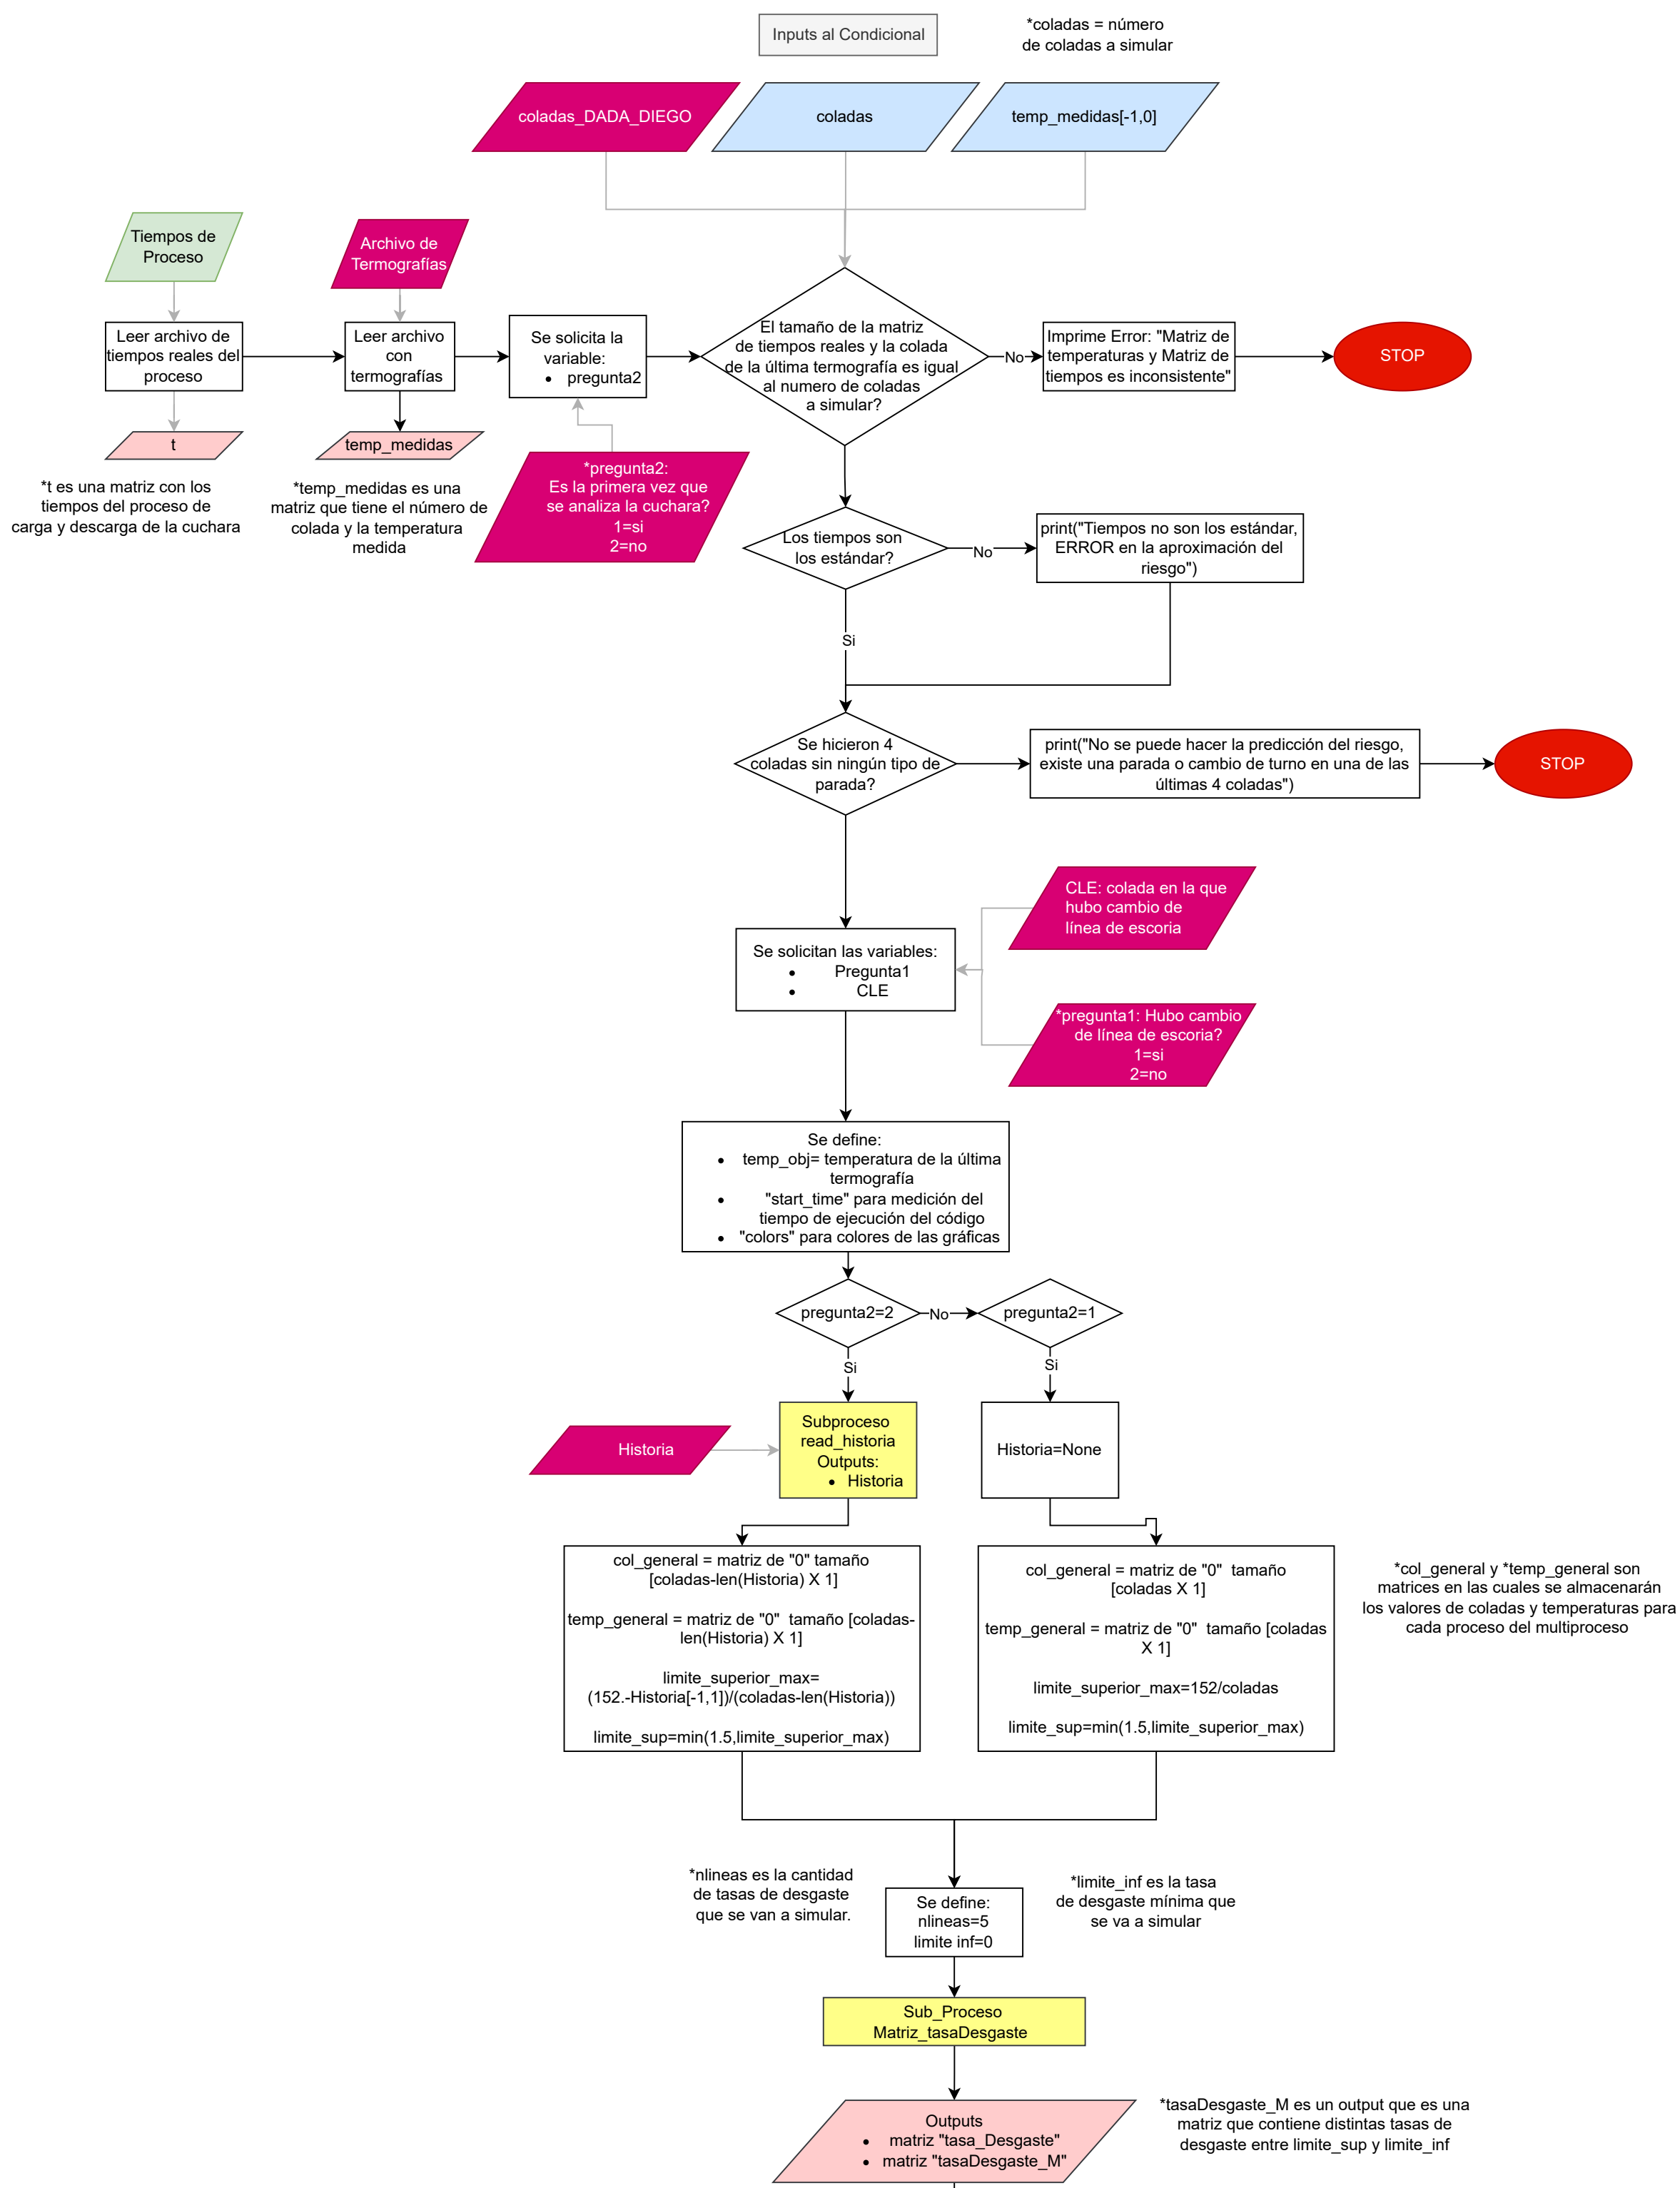 Inputs al Condicional
*coladas = número
de coladas a simular
coladas_DADA_DIEGO
coladas
temp_medidas[-1,0]
Tiempos de
Proceso
Archivo de
Termografías
Leer archivo de
tiempos reales del
proceso
Leer archivo
con
termografías
Se solicita la
variable:
• pregunta2
El tamaño de la matriz
de tiempos reales y la colada
de la última termografía es igual
al numero de coladas
a simular?
No
Imprime Error: "Matriz de
temperaturas y Matriz de
tiempos es inconsistente"
STOP
t
temp_medidas
*t es una matriz con los
tiempos del proceso de
carga y descarga de la cuchara
*temp_medidas es una
matriz que tiene el número de
colada y la temperatura
medida
*pregunta2:
Es la primera vez que
se analiza la cuchara?
1=si
2=no
Los tiempos son
los estándar?
No
print("Tiempos no son los estándar,
ERROR en la aproximación del
riesgo")
Si
Se hicieron 4
coladas sin ningún tipo de
parada?
print("No se puede hacer la predicción del riesgo,
existe una parada o cambio de turno en una de las
últimas 4 coladas")
STOP
CLE: colada en la que
hubo cambio de
línea de escoria
Se solicitan las variables:
• Pregunta1
• CLE
*pregunta1: Hubo cambio
de línea de escoria?
1=si
2=no
Se define:
• temp_obj= temperatura de la última
termografía
• "start_time" para medición del
tiempo de ejecución del código
• "colors" para colores de las gráficas
pregunta2=2
No
pregunta2=1
Si
Si
Historia
Subproceso
read_historia
Outputs:
• Historia
Historia=None
col_general = matriz de "0" tamaño
[coladas-len(Historia) X 1]
temp_general = matriz de "0" tamaño [coladas-
len(Historia) X 1]
limite_superior_max=
(152.-Historia[-1,1])/(coladas-len(Historia))
limite_sup=min(1.5,limite_superior_max)
col_general = matriz de "0" tamaño
[coladas X 1]
temp_general = matriz de "0" tamaño [coladas
X 1]
limite_superior_max=152/coladas
limite_sup=min(1.5,limite_superior_max)
*col_general y *temp_general son
matrices en las cuales se almacenarán
los valores de coladas y temperaturas para
cada proceso del multiproceso
*nlineas es la cantidad
de tasas de desgaste
que se van a simular.
Se define:
nlineas=5
limite inf=0
*limite_inf es la tasa
de desgaste mínima que
se va a simular
Sub_Proceso
Matriz_tasaDesgaste
Outputs
• matriz "tasa_Desgaste"
• matriz "tasaDesgaste_M"
*tasaDesgaste_M es un output que es una
matriz que contiene distintas tasas de
desgaste entre limite_sup y limite_inf